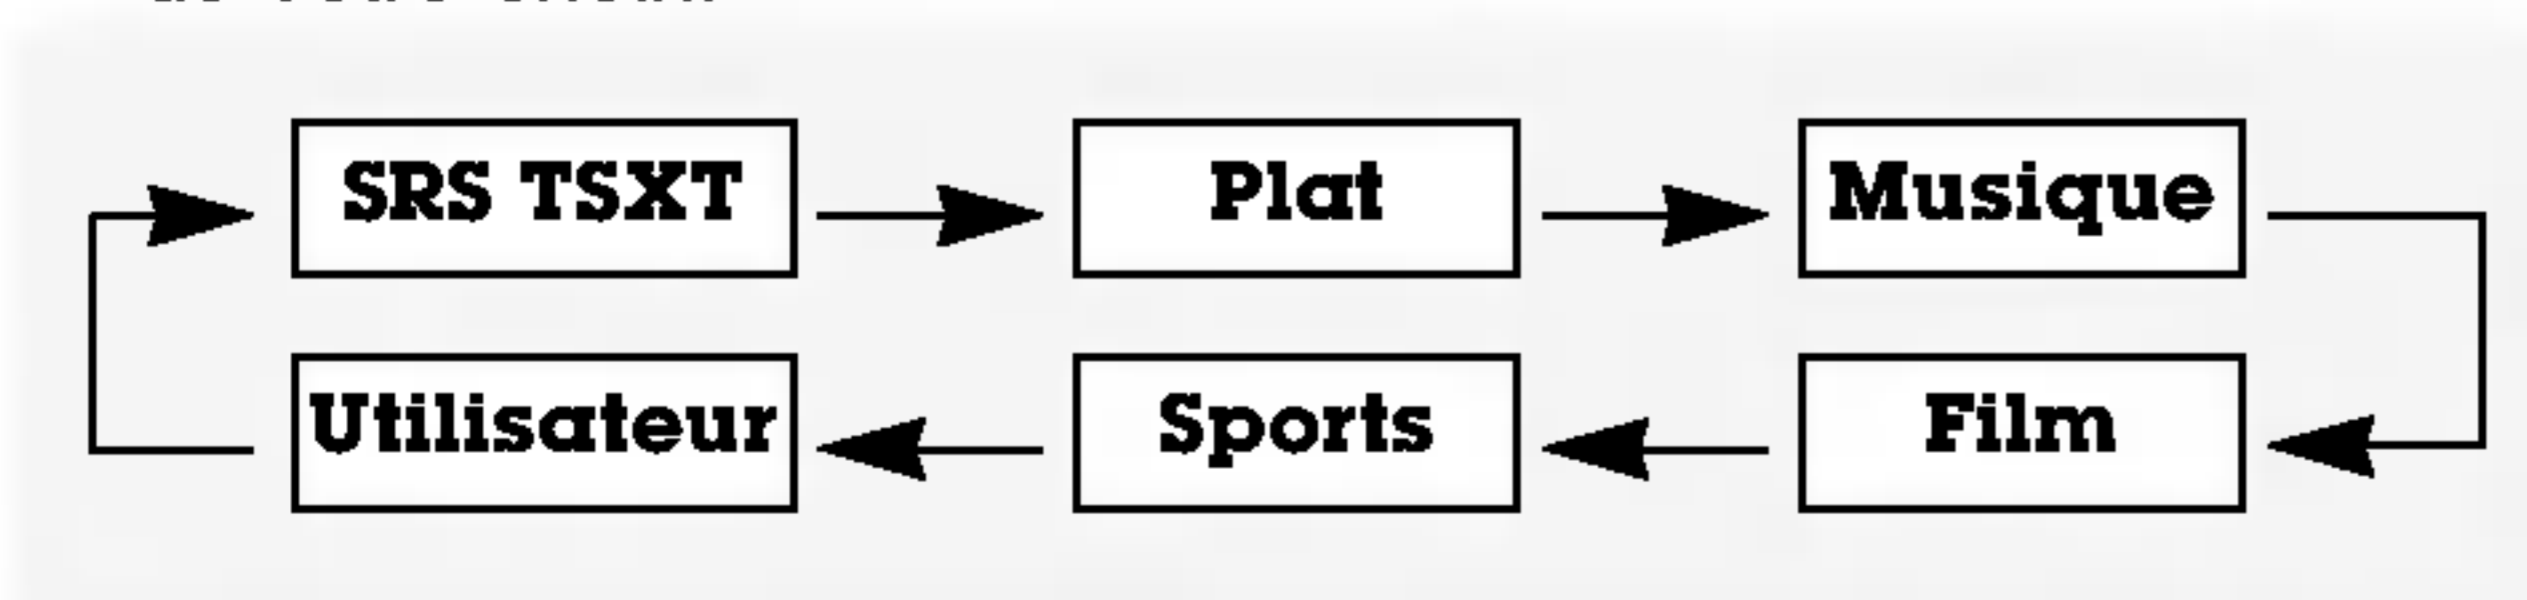 SRS TSXT
Plat
Musique
Utilisateur
Sports
Film